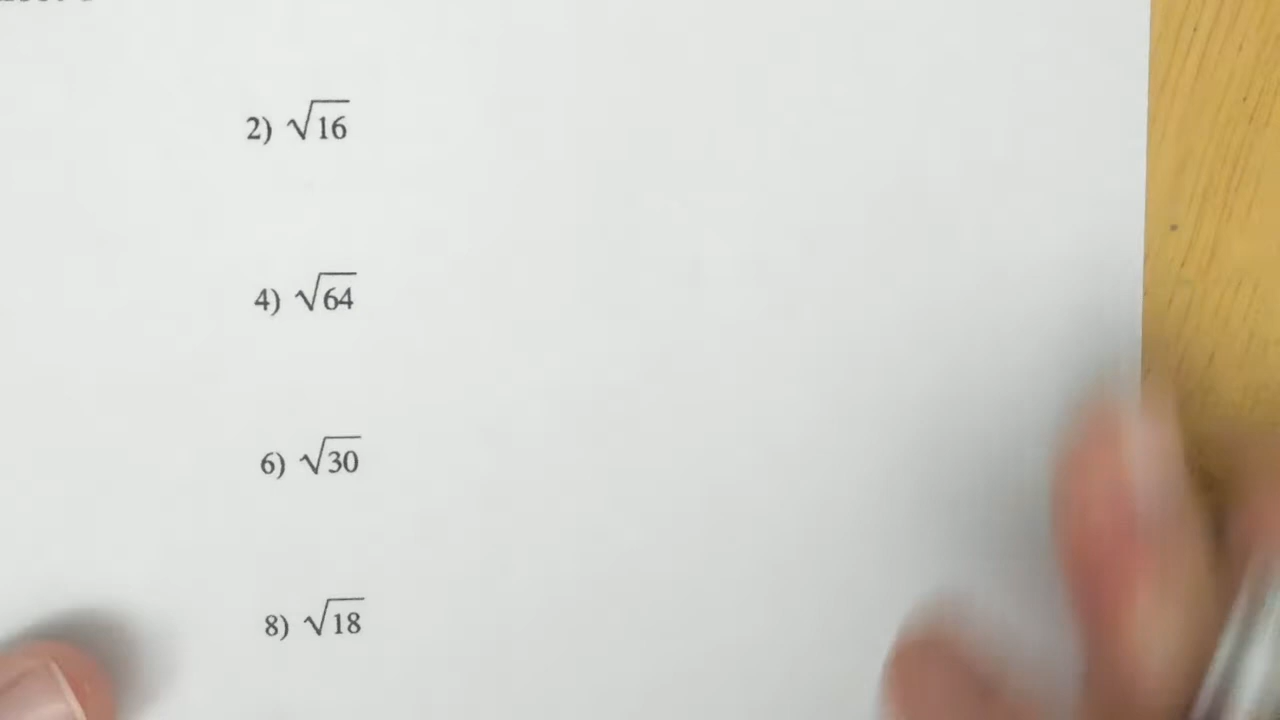 2) √16
4) √64
6) √30
8) √18